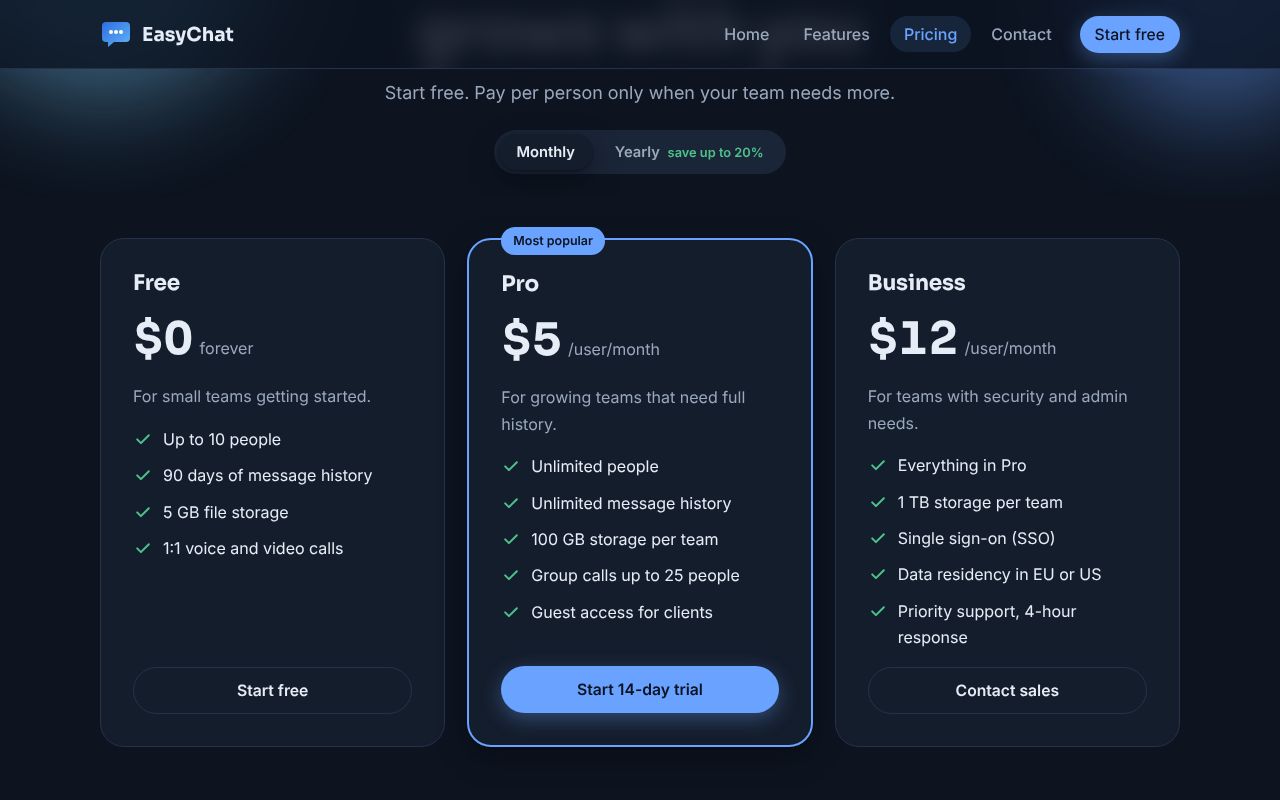 EasyChat
Home
Features
Pricing
Contact
Start free
Start free. Pay per person only when your team needs more.
Monthly
Yearly save up to 20%
Free
$0 forever
For small teams getting started.
Up to 10 people
90 days of message history
5 GB file storage
1:1 voice and video calls
Start free
Most popular
Pro
$5 /user/month
For growing teams that need full
history.
Unlimited people
Unlimited message history
100 GB storage per team
Group calls up to 25 people
Guest access for clients
Start 14-day trial
Business
$12 /user/month
For teams with security and admin
needs.
Everything in Pro
1 TB storage per team
Single sign-on (SSO)
Data residency in EU or US
Priority support, 4-hour
response
Contact sales